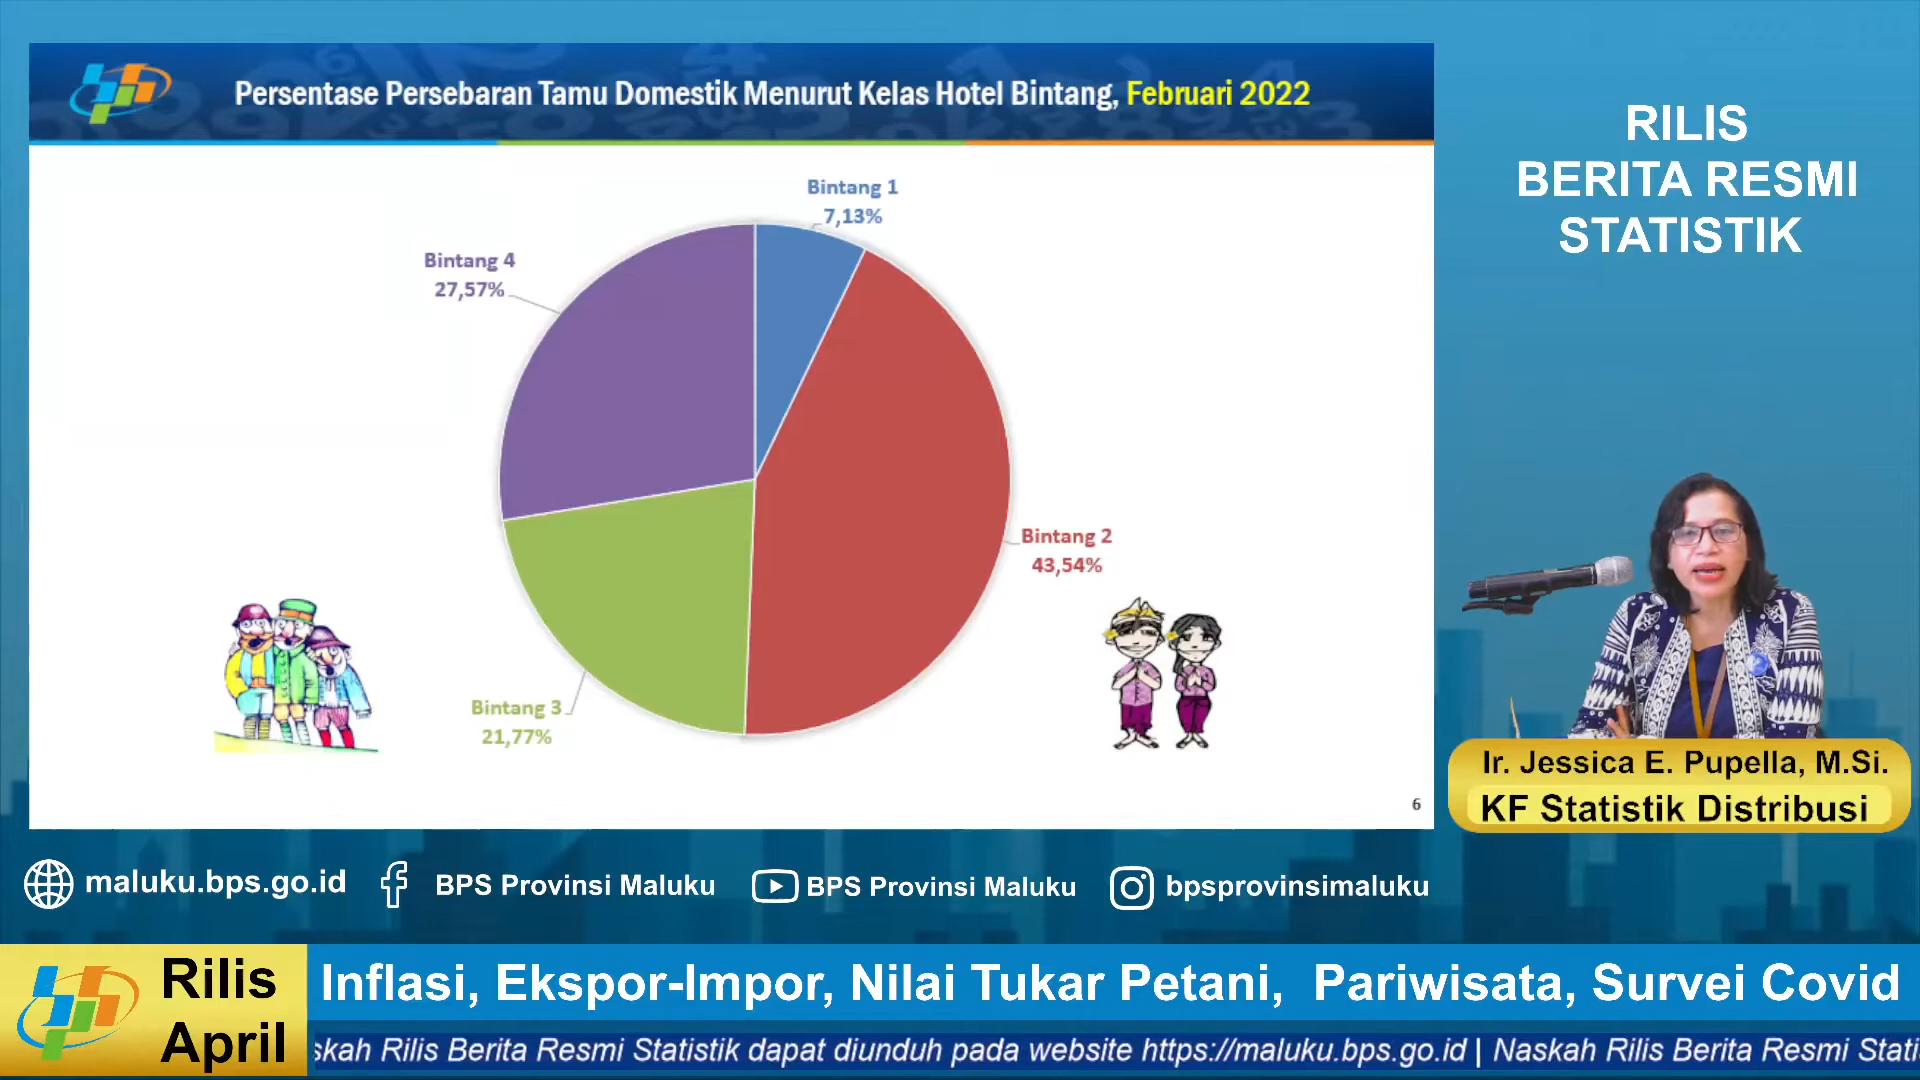 Persentase Persebaran Tamu Domestik Menurut Kelas Hotel Bintang, Februari 2022
Bintang 1
7,13%
Bintang 4
27,57%
Bintang 2
43,54%
Bintang 3
21,77%
6
RILIS
BERITA RESMI
STATISTIK
Ir. Jessica E. Pupella, M.Si.
KF Statistik Distribusi
maluku.bps.go.id
BPS Provinsi Maluku
BPS Provinsi Maluku
bpsprovinsimaluku
Rilis
April
Inflasi, Ekspor-Impor, Nilai Tukar Petani, Pariwisata, Survei Covid
skah Rilis Berita Resmi Statistik dapat diunduh pada website https://maluku.bps.go.id | Naskah Rilis Berita Resmi Stati